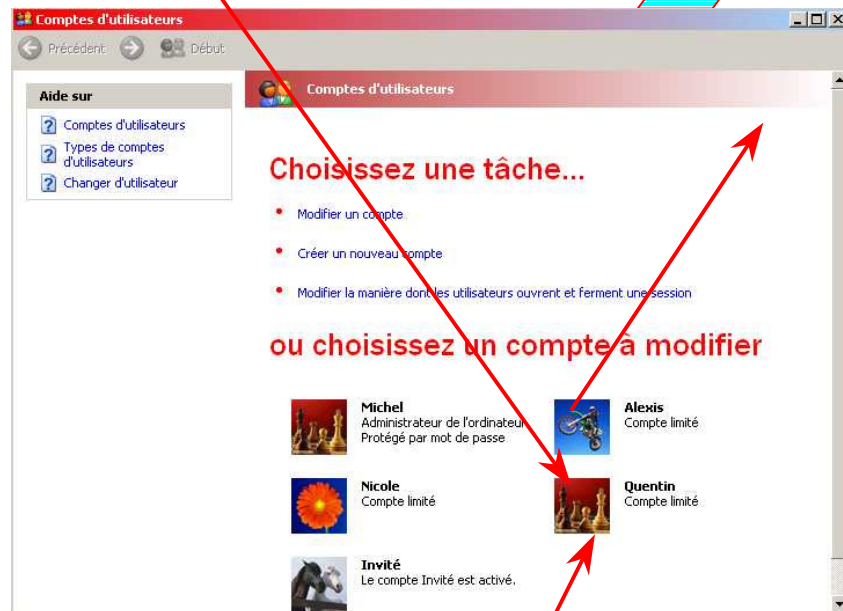 Comptes d'utilisateurs
Précédent Début
Aide sur
Comptes d'utilisateurs
Types de comptes
d'utilisateurs
Changer d'utilisateur
Comptes d'utilisateurs
Choisissez une tâche...
Modifier un compte
Créer un nouveau compte
Modifier la manière dont les utilisateurs ouvrent et ferment une session
ou choisissez un compte à modifier
Michel
Administrateur de l'ordinateur
Protégé par mot de passe
Alexis
Compte limité
Nicole
Compte limité
Quentin
Compte limité
Invité
Le compte Invité est activé.